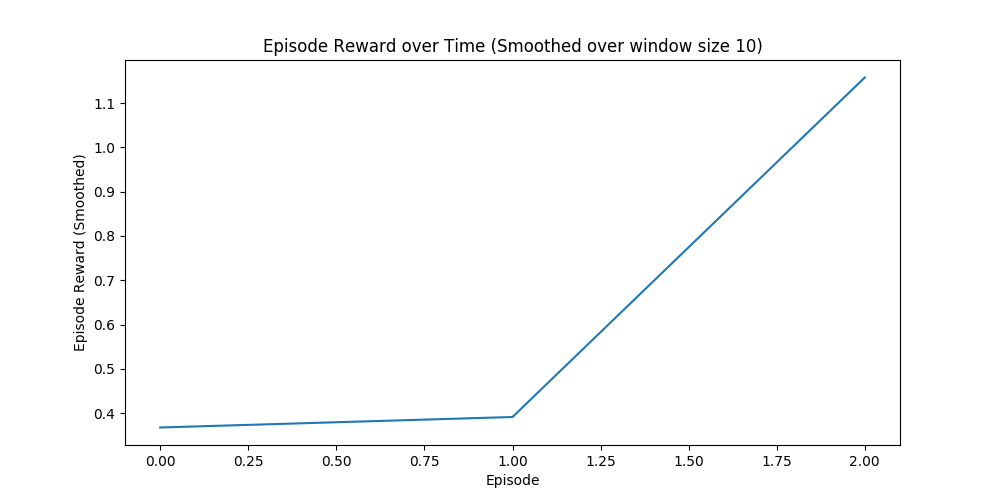 Episode Reward over Time (Smoothed over window size 10)
Episode Reward (Smoothed)
1.1
1.0
0.9
0.8
0.7
0.6
0.5
0.4
0.00 0.25 0.50 0.75 1.00 1.25 1.50 1.75 2.00
Episode